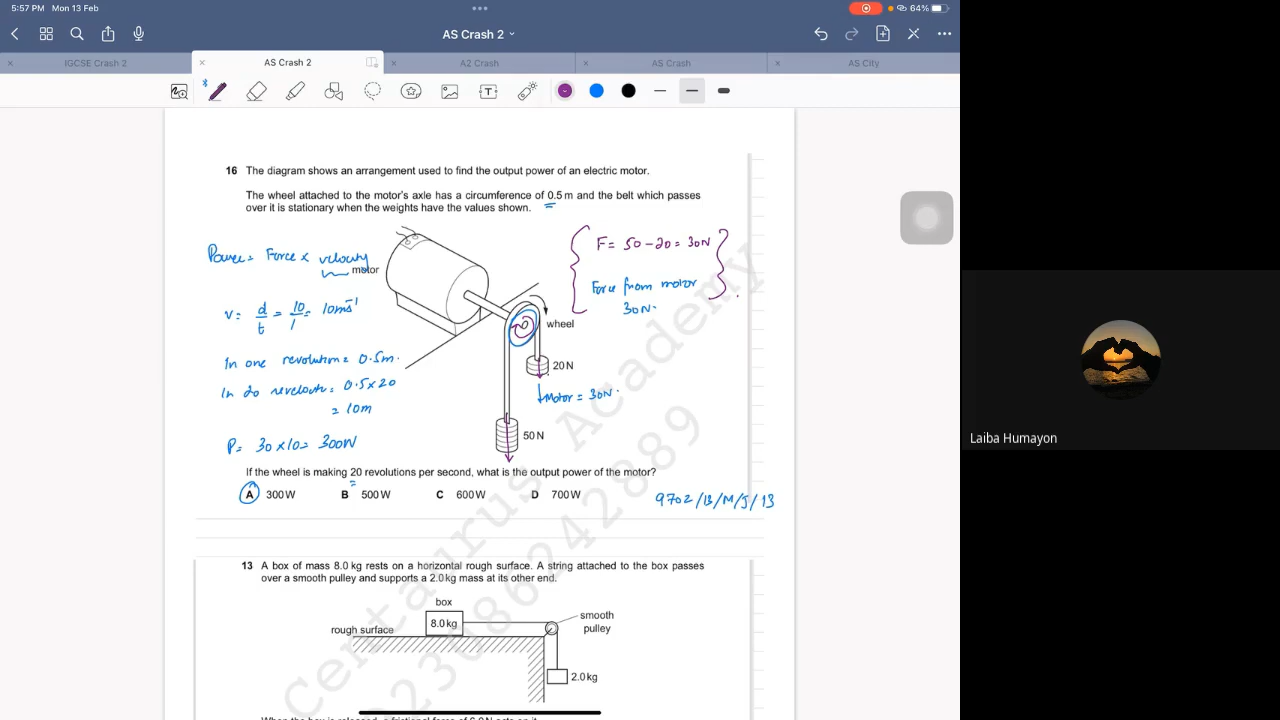 5:57 PM Mon 13 Feb
64%
AS Crash 2
IGCSE Crash 2
AS Crash 2
A2 Crash
AS Crash
AS City
16 The diagram shows an arrangement used to find the output power of an electric motor.
The wheel attached to the motor's axle has a circumference of 0.5 m and the belt which passes
over it is stationary when the weights have the values shown.
Power = Force × velocity
motor
F = 50 - 20 = 30N
Force from motor
30N.
v = d/t = 10/1 = 10ms⁻¹
wheel
In one revolution = 0.5m.
20 N
In 20 = 0.5 × 20
= 10m
Motor = 30N.
P = 30 × 10 = 300W
50 N
If the wheel is making 20 revolutions per second, what is the output power of the motor?
A 300 W B 500 W C 600 W D 700 W
9702/13/M/J/13
13 A box of mass 8.0 kg rests on a horizontal rough surface. A string attached to the box passes
over a smooth pulley and supports a 2.0 kg mass at its other end.
box
8.0 kg
rough surface
smooth
pulley
2.0 kg
Centaurus Academy
Laiba Humayon